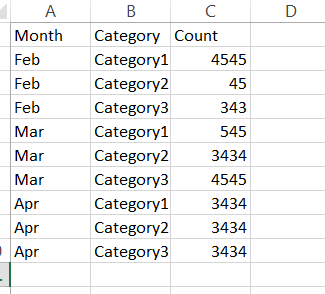 A B C D
Month Category Count
Feb Category1 4545
Feb Category2 45
Feb Category3 343
Mar Category1 545
Mar Category2 3434
Mar Category3 4545
Apr Category1 3434
Apr Category2 3434
Apr Category3 3434